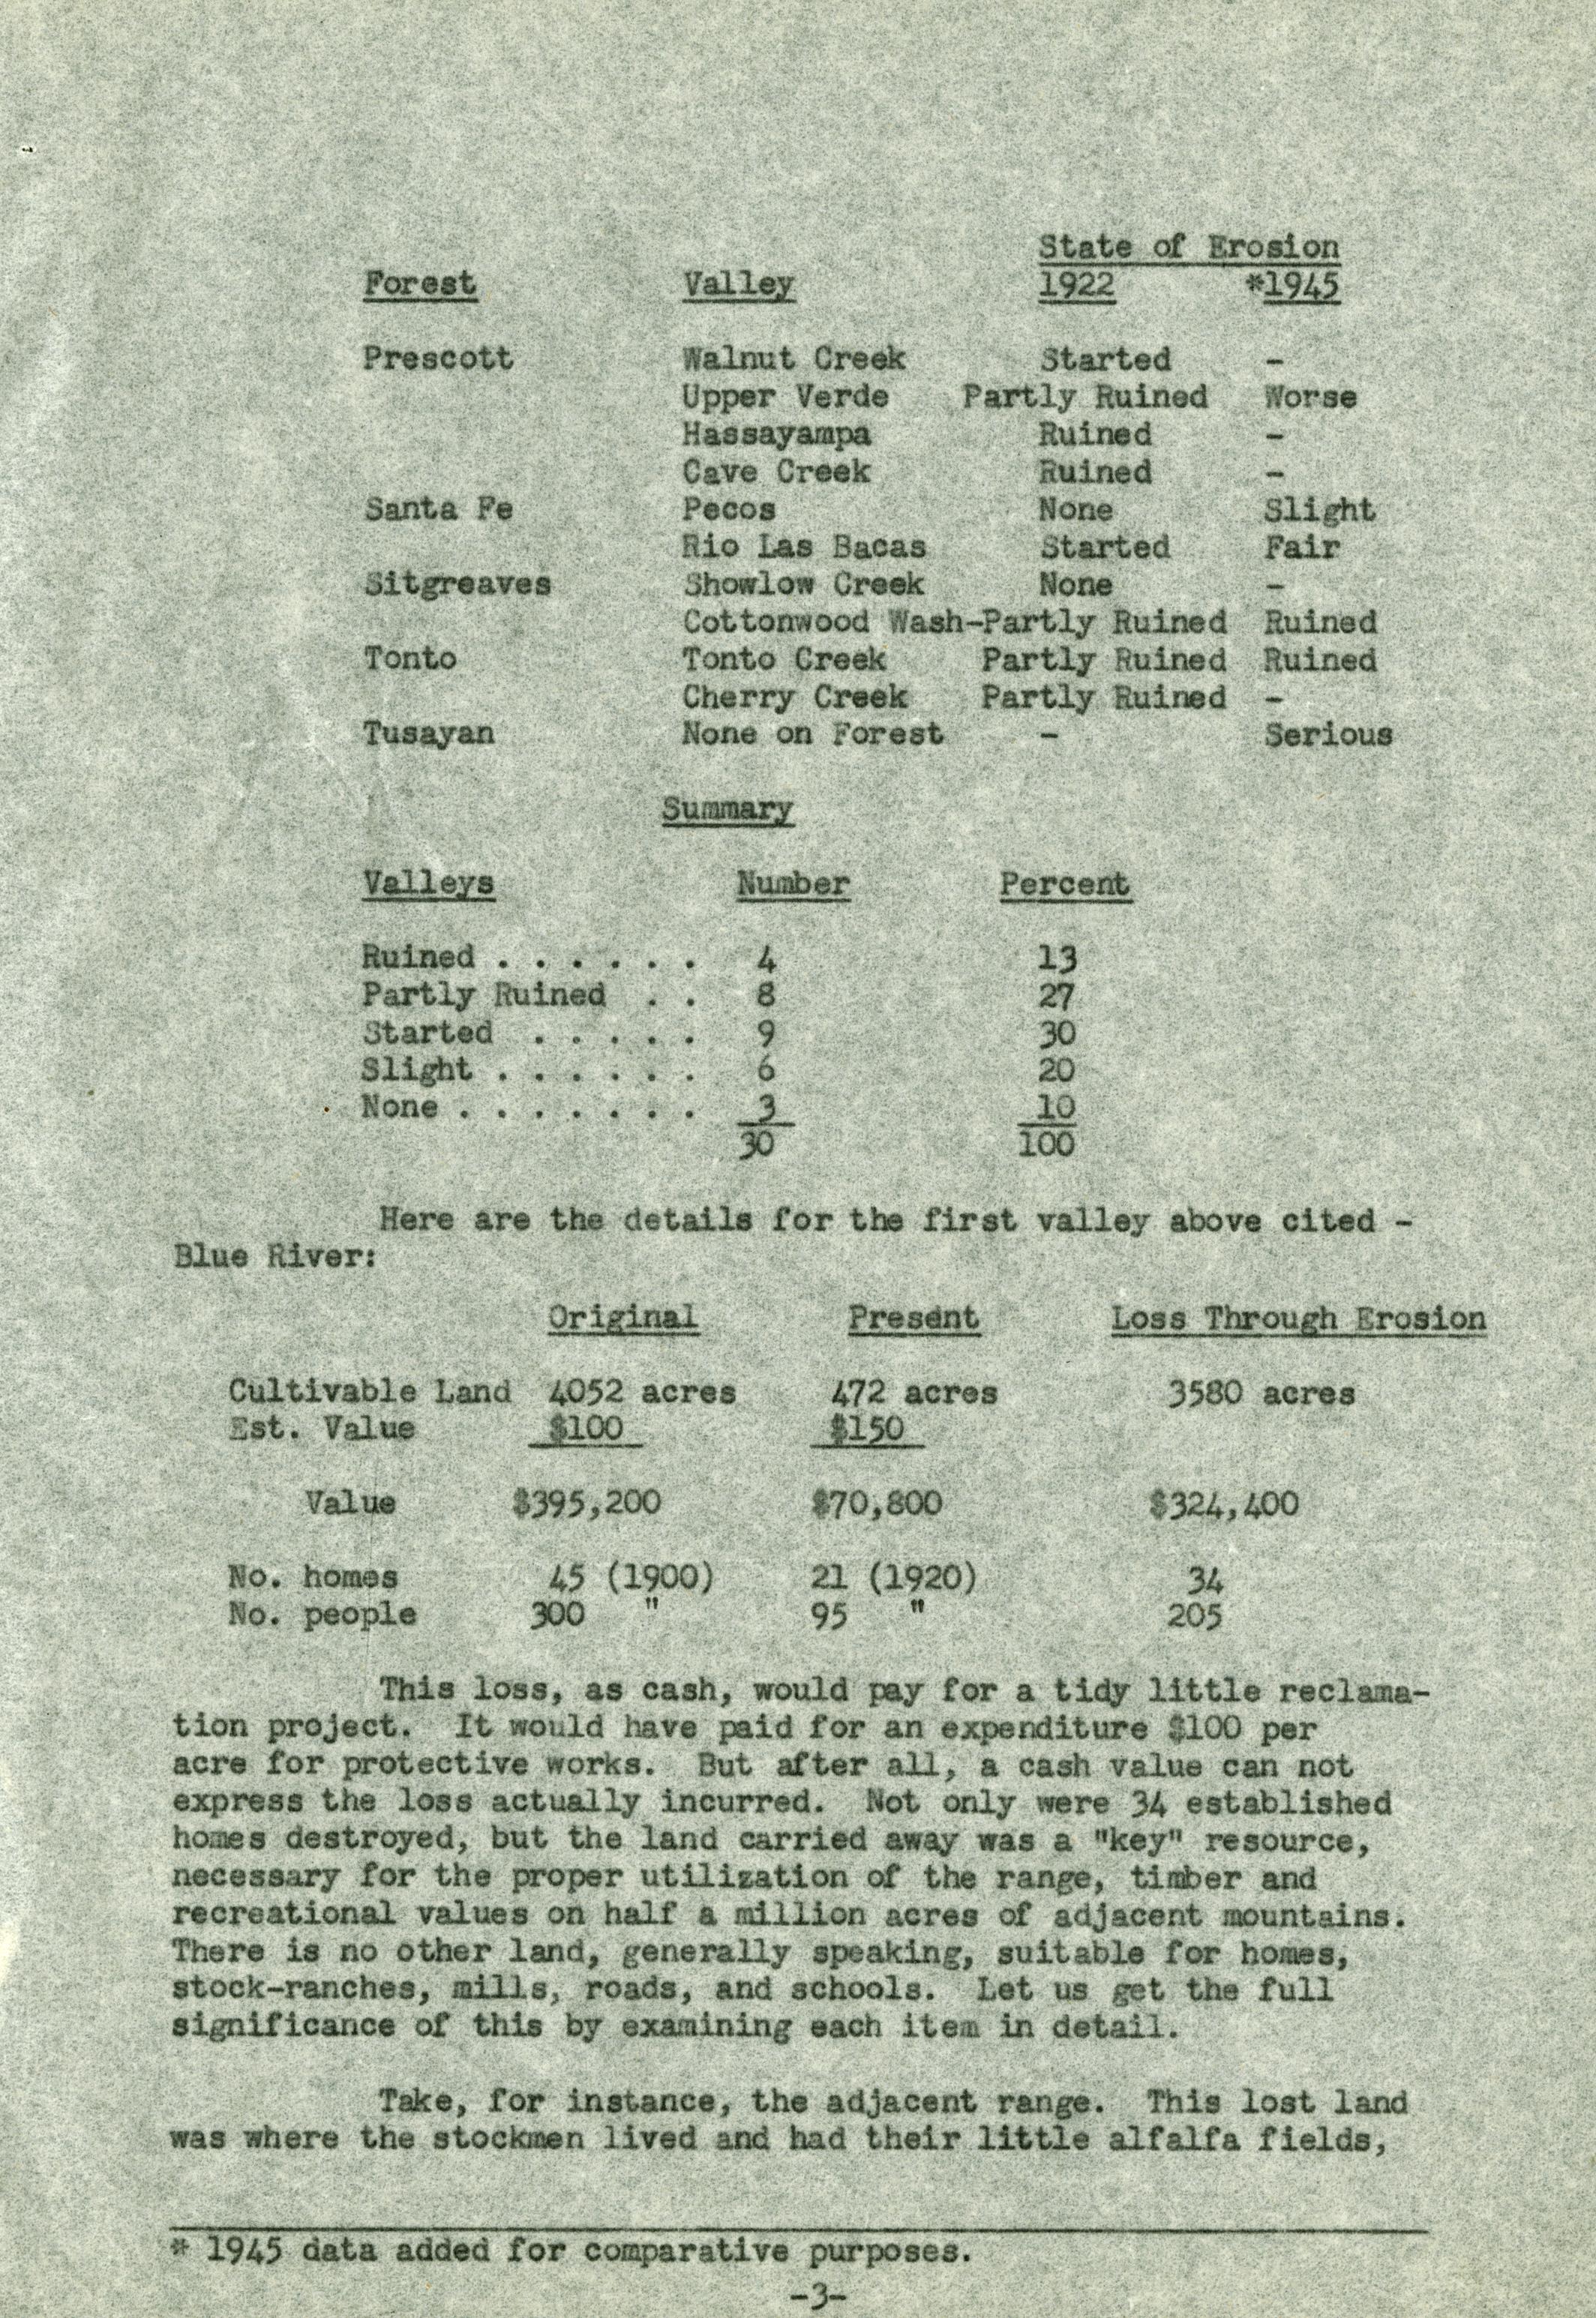 State of Erosion
Forest Valley 1922 *1945
Prescott Walnut Creek Started -
Upper Verde Partly Ruined Worse
Hassayampa Ruined -
Cave Creek Ruined -
Santa Fe Pecos None Slight
Rio Las Bacas Started Fair
Sitgreaves Showlow Creek None -
Cottonwood Wash-Partly Ruined Ruined
Tonto Tonto Creek Partly Ruined Ruined
Cherry Creek Partly Ruined -
Tusayan None on Forest - Serious
Summary
Valleys Number Percent
Ruined . . . . . . 4 13
Partly Ruined . . 8 27
Started . . . . . 9 30
Slight . . . . . . 6 20
None . . . . . . . 3 10
30 100
Here are the details for the first valley above cited -
Blue River:
Original Present Loss Through Erosion
Cultivable Land 4052 acres 472 acres 3580 acres
Est. Value $100 $150
Value $395,200 $70,800 $324,400
No. homes 45 (1900) 21 (1920) 34
No. people 300 " 95 " 205
This loss, as cash, would pay for a tidy little reclama-
tion project. It would have paid for an expenditure $100 per
acre for protective works. But after all, a cash value can not
express the loss actually incurred. Not only were 34 established
homes destroyed, but the land carried away was a "key" resource,
necessary for the proper utilization of the range, timber and
recreational values on half a million acres of adjacent mountains.
There is no other land, generally speaking, suitable for homes,
stock-ranches, mills, roads, and schools. Let us get the full
significance of this by examining each item in detail.
Take, for instance, the adjacent range. This lost land
was where the stockmen lived and had their little alfalfa fields,
* 1945 data added for comparative purposes.
-3-